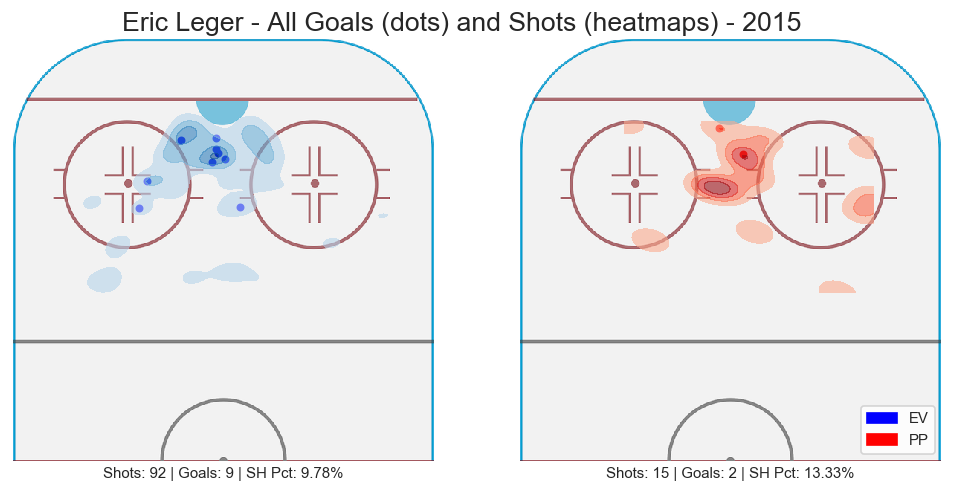 Eric Leger - All Goals (dots) and Shots (heatmaps) - 2015
EV
PP
Shots: 92 | Goals: 9 | SH Pct: 9.78%
Shots: 15 | Goals: 2 | SH Pct: 13.33%